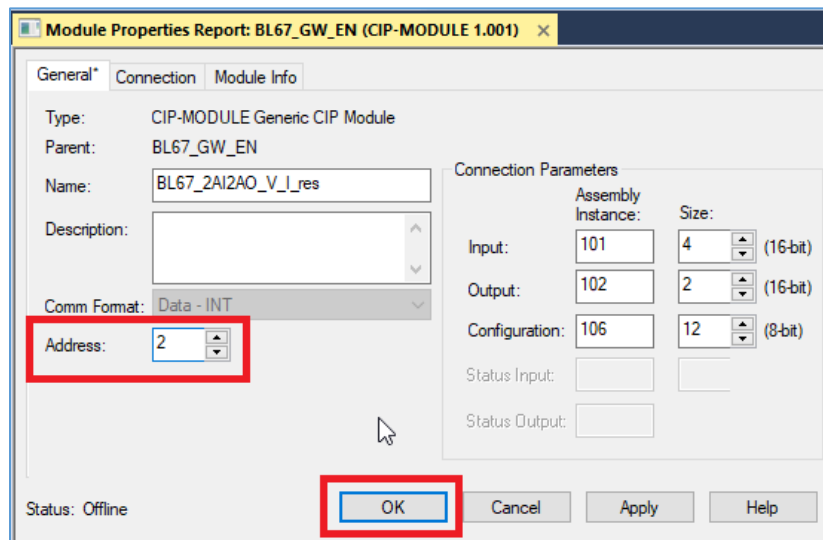 Module Properties Report: BL67_GW_EN (CIP-MODULE 1.001) ×
General* Connection Module Info
Type: CIP-MODULE Generic CIP Module
Parent: BL67_GW_EN
Name: BL67_2AI2AO_V_I_res
Description:
Comm Format: Data - INT
Address: 2
Connection Parameters
Assembly Instance: Size:
Input: 101 4 (16-bit)
Output: 102 2 (16-bit)
Configuration: 106 12 (8-bit)
Status Input:
Status Output:
Status: Offline
OK Cancel Apply Help